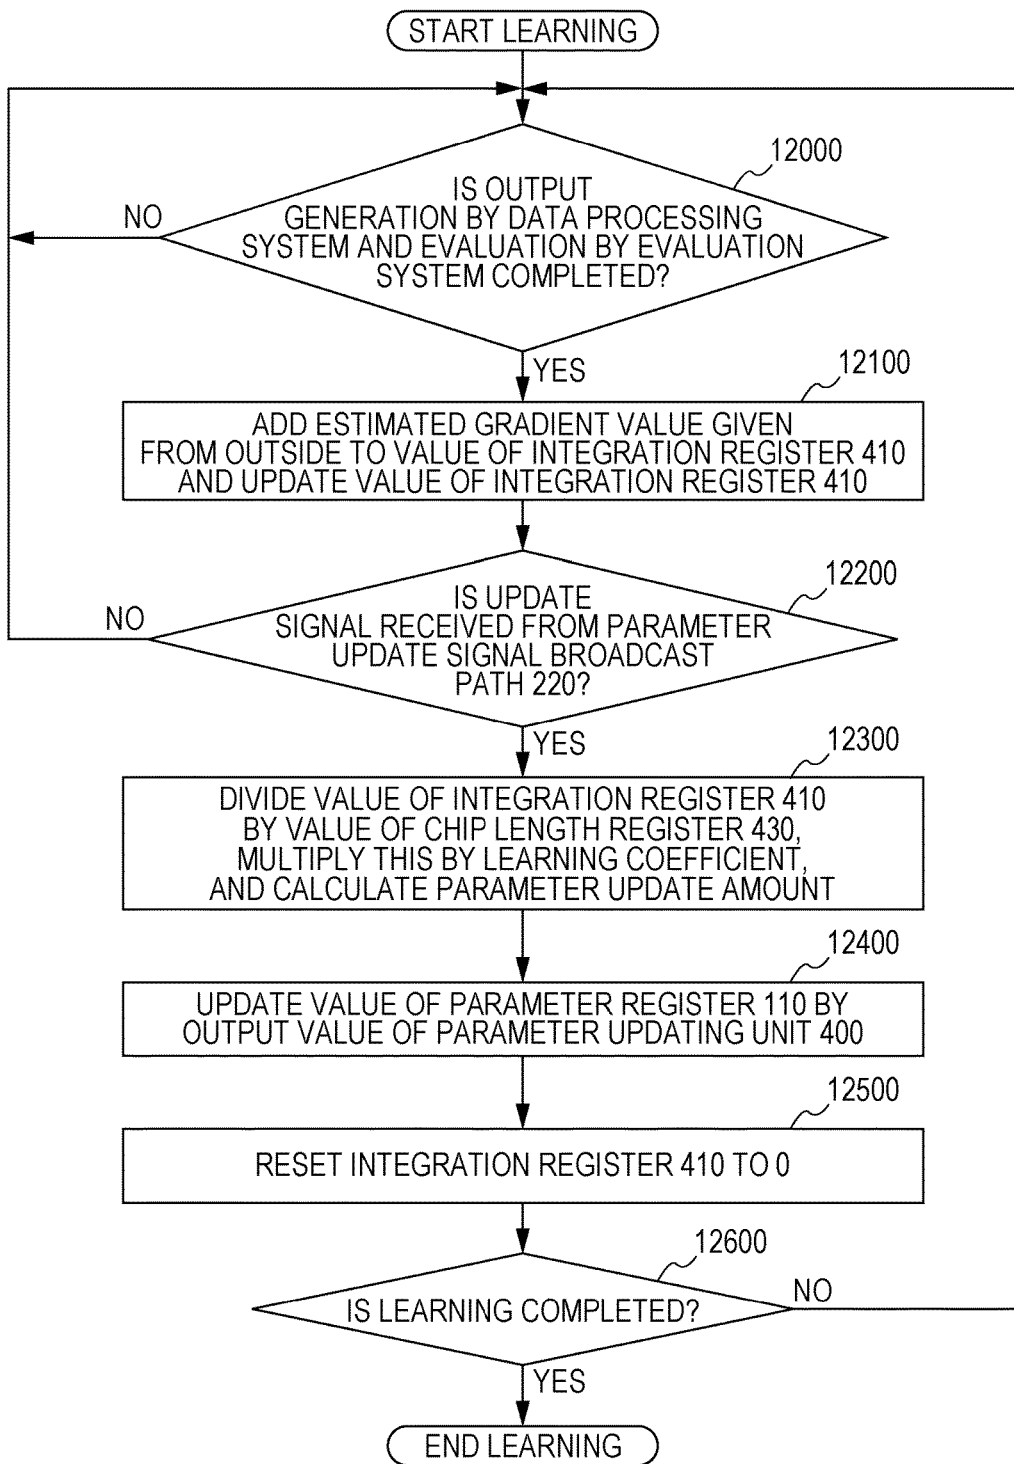 START LEARNING
12000
IS OUTPUT
GENERATION BY DATA PROCESSING
SYSTEM AND EVALUATION BY EVALUATION
SYSTEM COMPLETED?
NO
YES
12100
ADD ESTIMATED GRADIENT VALUE GIVEN
FROM OUTSIDE TO VALUE OF INTEGRATION REGISTER 410
AND UPDATE VALUE OF INTEGRATION REGISTER 410
12200
IS UPDATE
SIGNAL RECEIVED FROM PARAMETER
UPDATE SIGNAL BROADCAST
PATH 220?
NO
YES
12300
DIVIDE VALUE OF INTEGRATION REGISTER 410
BY VALUE OF CHIP LENGTH REGISTER 430,
MULTIPLY THIS BY LEARNING COEFFICIENT,
AND CALCULATE PARAMETER UPDATE AMOUNT
12400
UPDATE VALUE OF PARAMETER REGISTER 110 BY
OUTPUT VALUE OF PARAMETER UPDATING UNIT 400
12500
RESET INTEGRATION REGISTER 410 TO 0
12600
IS LEARNING COMPLETED?
NO
YES
END LEARNING